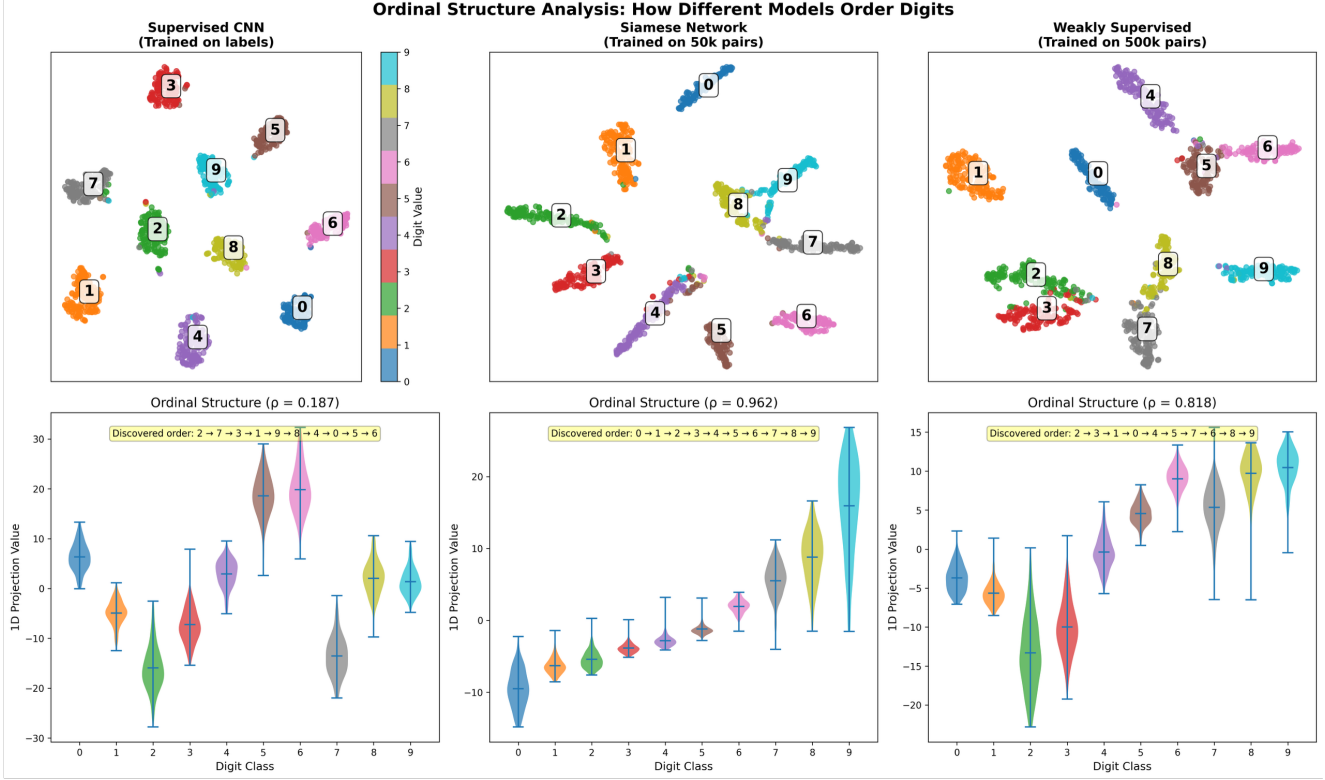 Ordinal Structure Analysis: How Different Models Order Digits
Supervised CNN
(Trained on labels)
3
5
9
7
2
6
8
1
0
4
9
8
7
6
5
4
3
2
1
0
Digit Value
Siamese Network
(Trained on 50k pairs)
0
1
9
8
2
7
3
4
6
5
Weakly Supervised
(Trained on 500k pairs)
4
6
5
1
0
8
9
2
3
7
Ordinal Structure (ρ = 0.187)
Discovered order: 2 → 7 → 3 → 1 → 9 → 8 → 4 → 0 → 5 → 6
30
20
10
0
−10
−20
−30
1D Projection Value
0 1 2 3 4 5 6 7 8 9
Digit Class
Ordinal Structure (ρ = 0.962)
Discovered order: 0 → 1 → 2 → 3 → 4 → 5 → 6 → 7 → 8 → 9
20
10
0
−10
1D Projection Value
0 1 2 3 4 5 6 7 8 9
Digit Class
Ordinal Structure (ρ = 0.818)
Discovered order: 2 → 3 → 1 → 0 → 4 → 5 → 7 → 6 → 8 → 9
15
10
5
0
−5
−10
−15
−20
1D Projection Value
0 1 2 3 4 5 6 7 8 9
Digit Class